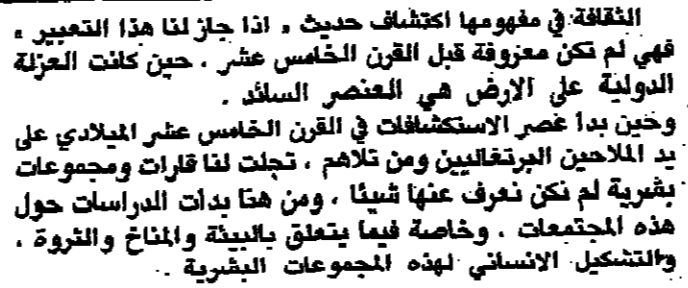 الثقافة في مفهومها اكتشاف حديث ، اذا جاز لنا هذا التعبير ،
فهي لم تكن معروفة قبل القرن الخامس عشر ، حين كانت العزلة
الدولية على الارض هي العنصر السائد .
وحين بدا عصر الاستكشافات في القرن الخامس عشر الميلادي على
يد الملاحين البرتغاليين ومن تلاهم ، تجلت لنا قارات ومجموعات
بشرية لم نكن نعرف عنها شيئا ، ومن هنا بدات الدراسات حول
هذه المجتمعات ، وخاصة فيما يتعلق بالبيئة والمناخ والثروة ،
والتشكيل الانساني لهذه المجموعات البشرية .